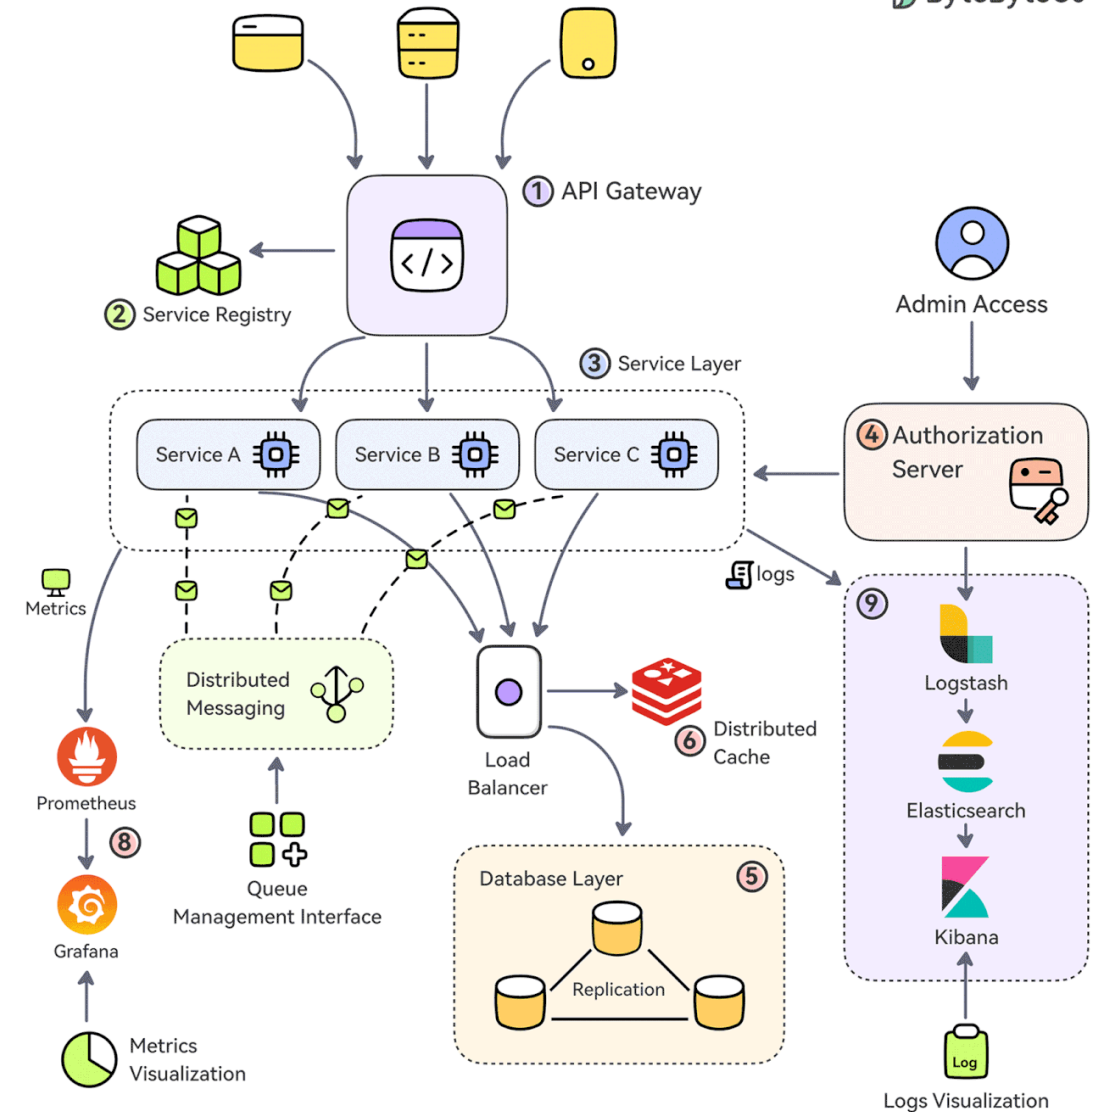 1 API Gateway
2 Service Registry
Admin Access
3 Service Layer
4 Authorization
Server
Service A
Service B
Service C
logs
Metrics
9
Logstash
Distributed
Messaging
6 Distributed
Cache
Load
Balancer
Prometheus
Elasticsearch
8
Queue
Management Interface
Database Layer
5
Grafana
Kibana
Replication
Metrics
Visualization
Log
Logs Visualization